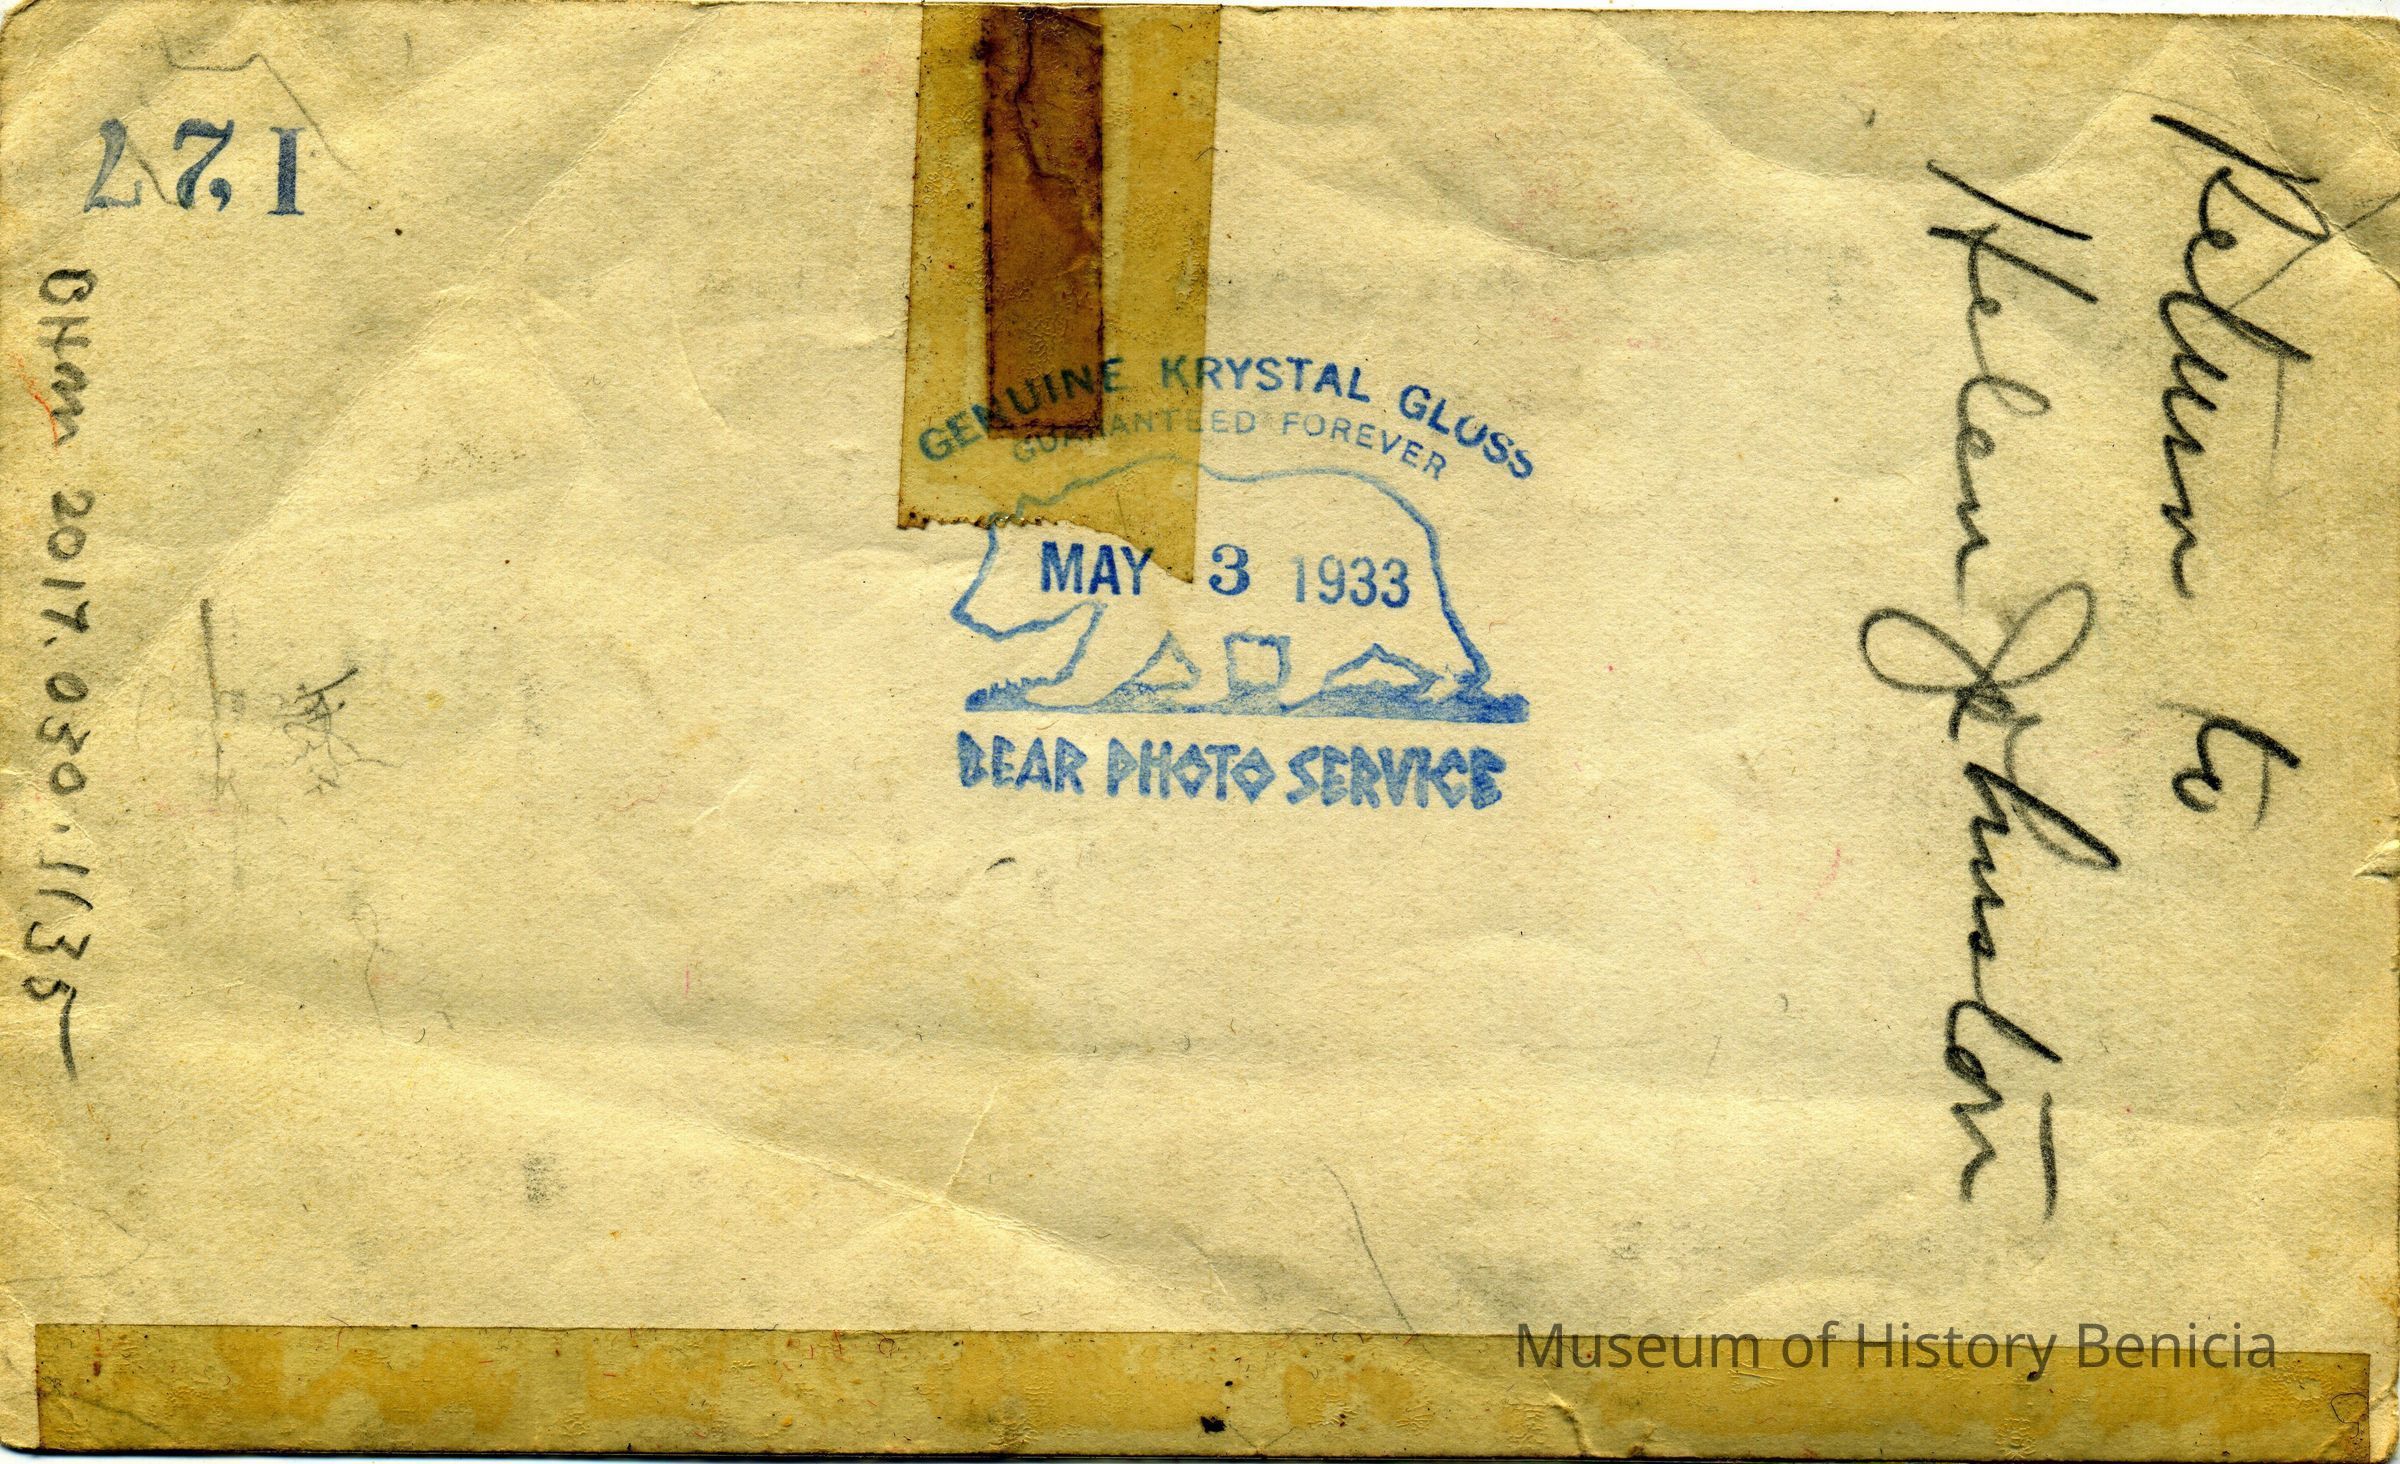 127
GENUINE KRYSTAL GLOSS
GUARANTEED FOREVER
MAY 3 1933
BEAR PHOTO SERVICE
Return to
Helen Johnston
BHM 2017.030.1135
Museum of History Benicia